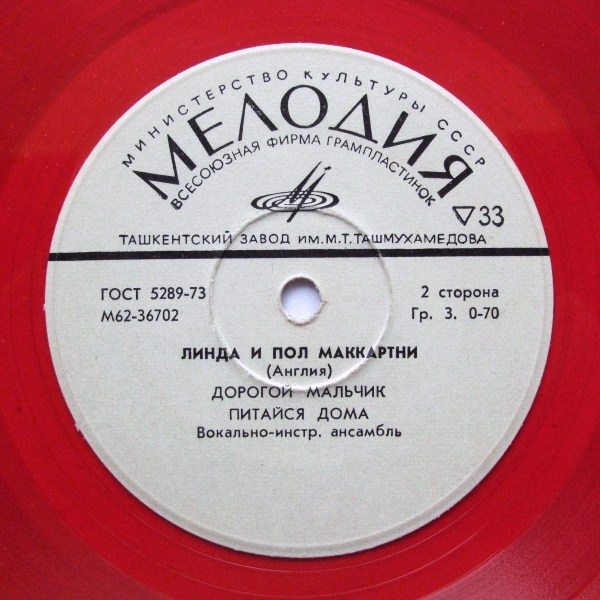 МИНИСТЕРСТВО КУЛЬТУРЫ СССР
МЕЛОДИЯ
ВСЕСОЮЗНАЯ ФИРМА ГРАМПЛАСТИНОК
▽33
ТАШКЕНТСКИЙ ЗАВОД ИМ.М.Т.ТАШМУХАМЕДОВА
ГОСТ 5289-73
2 сторона
М62-36702
Гр. 3. 0-70
ЛИНДА И ПОЛ МАККАРТНИ
(Англия)
ДОРОГОЙ МАЛЬЧИК
ПИТАЙСЯ ДОМА
Вокально-инстр. ансамбль